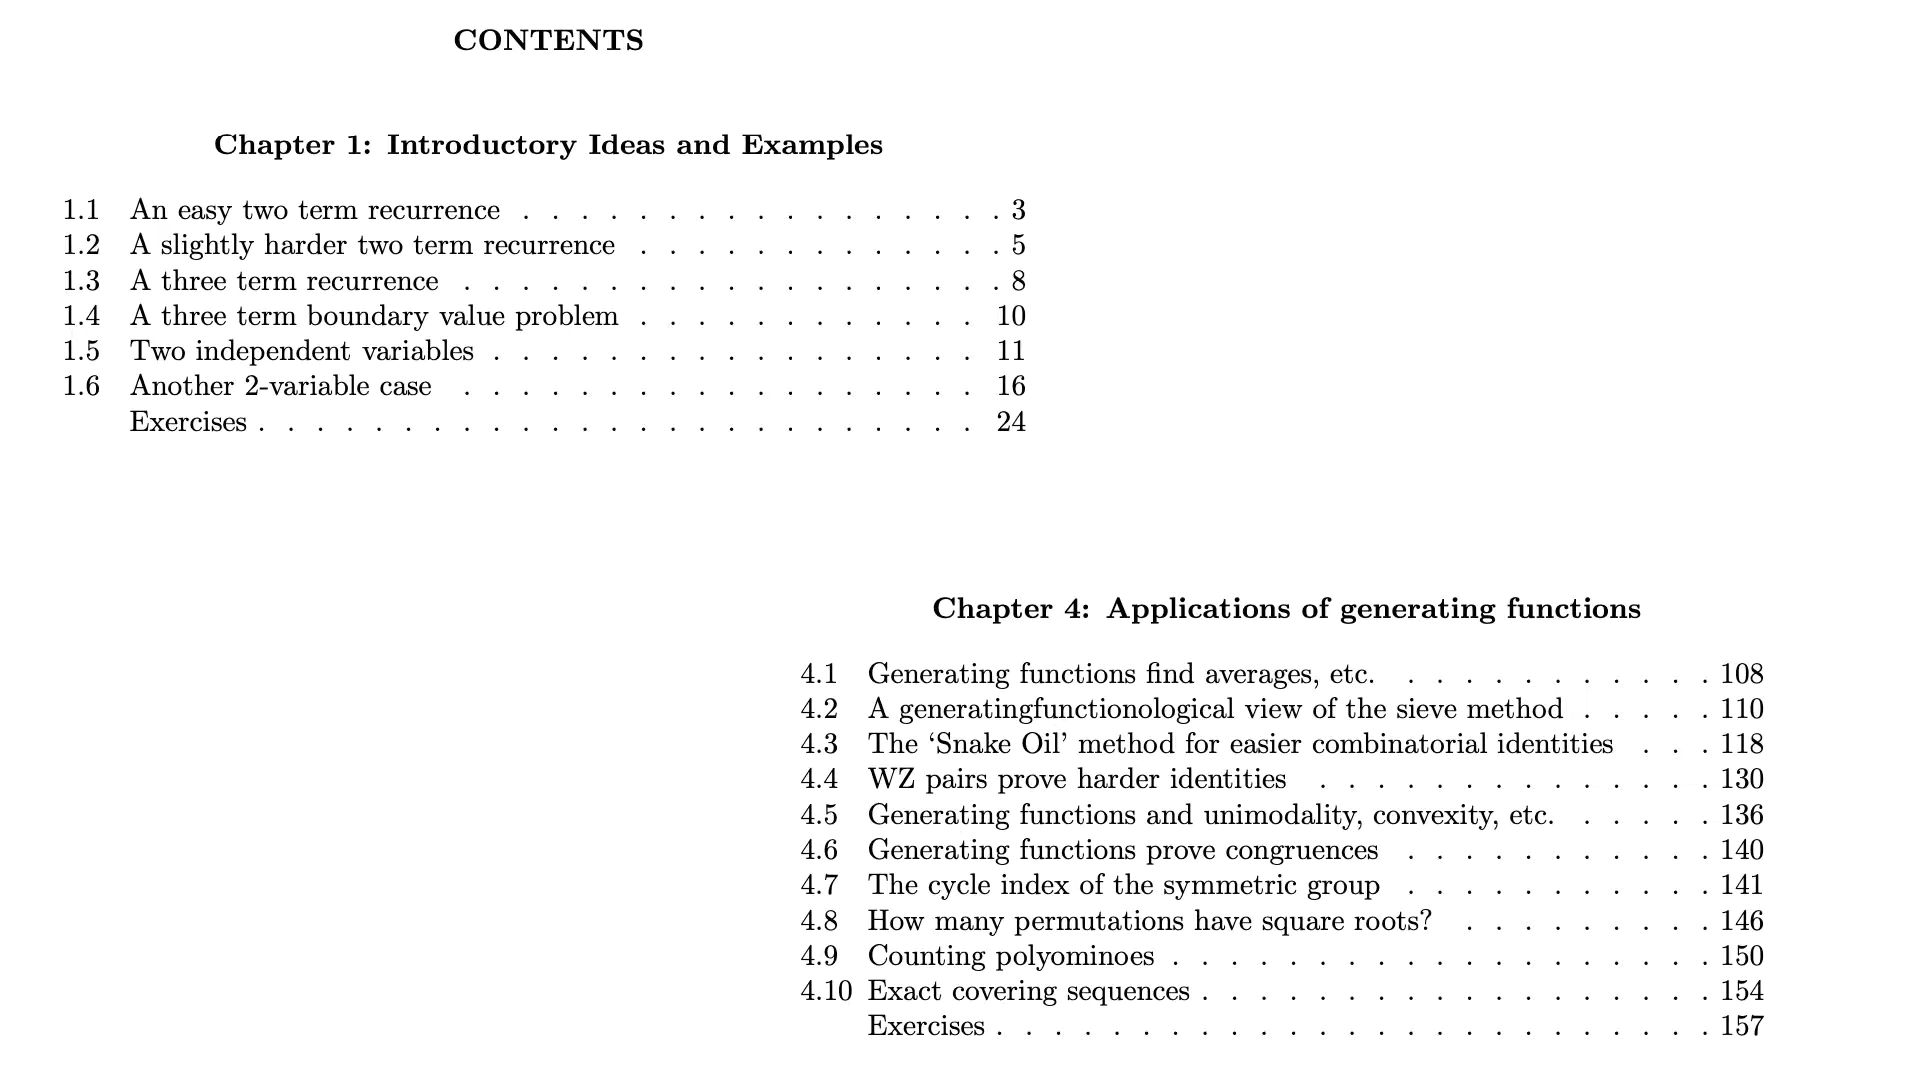 CONTENTS
Chapter 1: Introductory Ideas and Examples
1.1 An easy two term recurrence . . . . . . . . . . . . . . . . . 3
1.2 A slightly harder two term recurrence . . . . . . . . . . . . . 5
1.3 A three term recurrence . . . . . . . . . . . . . . . . . . . 8
1.4 A three term boundary value problem . . . . . . . . . . . . 10
1.5 Two independent variables . . . . . . . . . . . . . . . . . 11
1.6 Another 2-variable case . . . . . . . . . . . . . . . . . . 16
Exercises . . . . . . . . . . . . . . . . . . . . . . . . . 24
Chapter 4: Applications of generating functions
4.1 Generating functions find averages, etc. . . . . . . . . . . . 108
4.2 A generatingfunctionological view of the sieve method . . . . . 110
4.3 The ‘Snake Oil’ method for easier combinatorial identities . . . 118
4.4 WZ pairs prove harder identities . . . . . . . . . . . . . . 130
4.5 Generating functions and unimodality, convexity, etc. . . . . . 136
4.6 Generating functions prove congruences . . . . . . . . . . . 140
4.7 The cycle index of the symmetric group . . . . . . . . . . . 141
4.8 How many permutations have square roots? . . . . . . . . . 146
4.9 Counting polyominoes . . . . . . . . . . . . . . . . . . . 150
4.10 Exact covering sequences . . . . . . . . . . . . . . . . . . 154
Exercises . . . . . . . . . . . . . . . . . . . . . . . . . 157